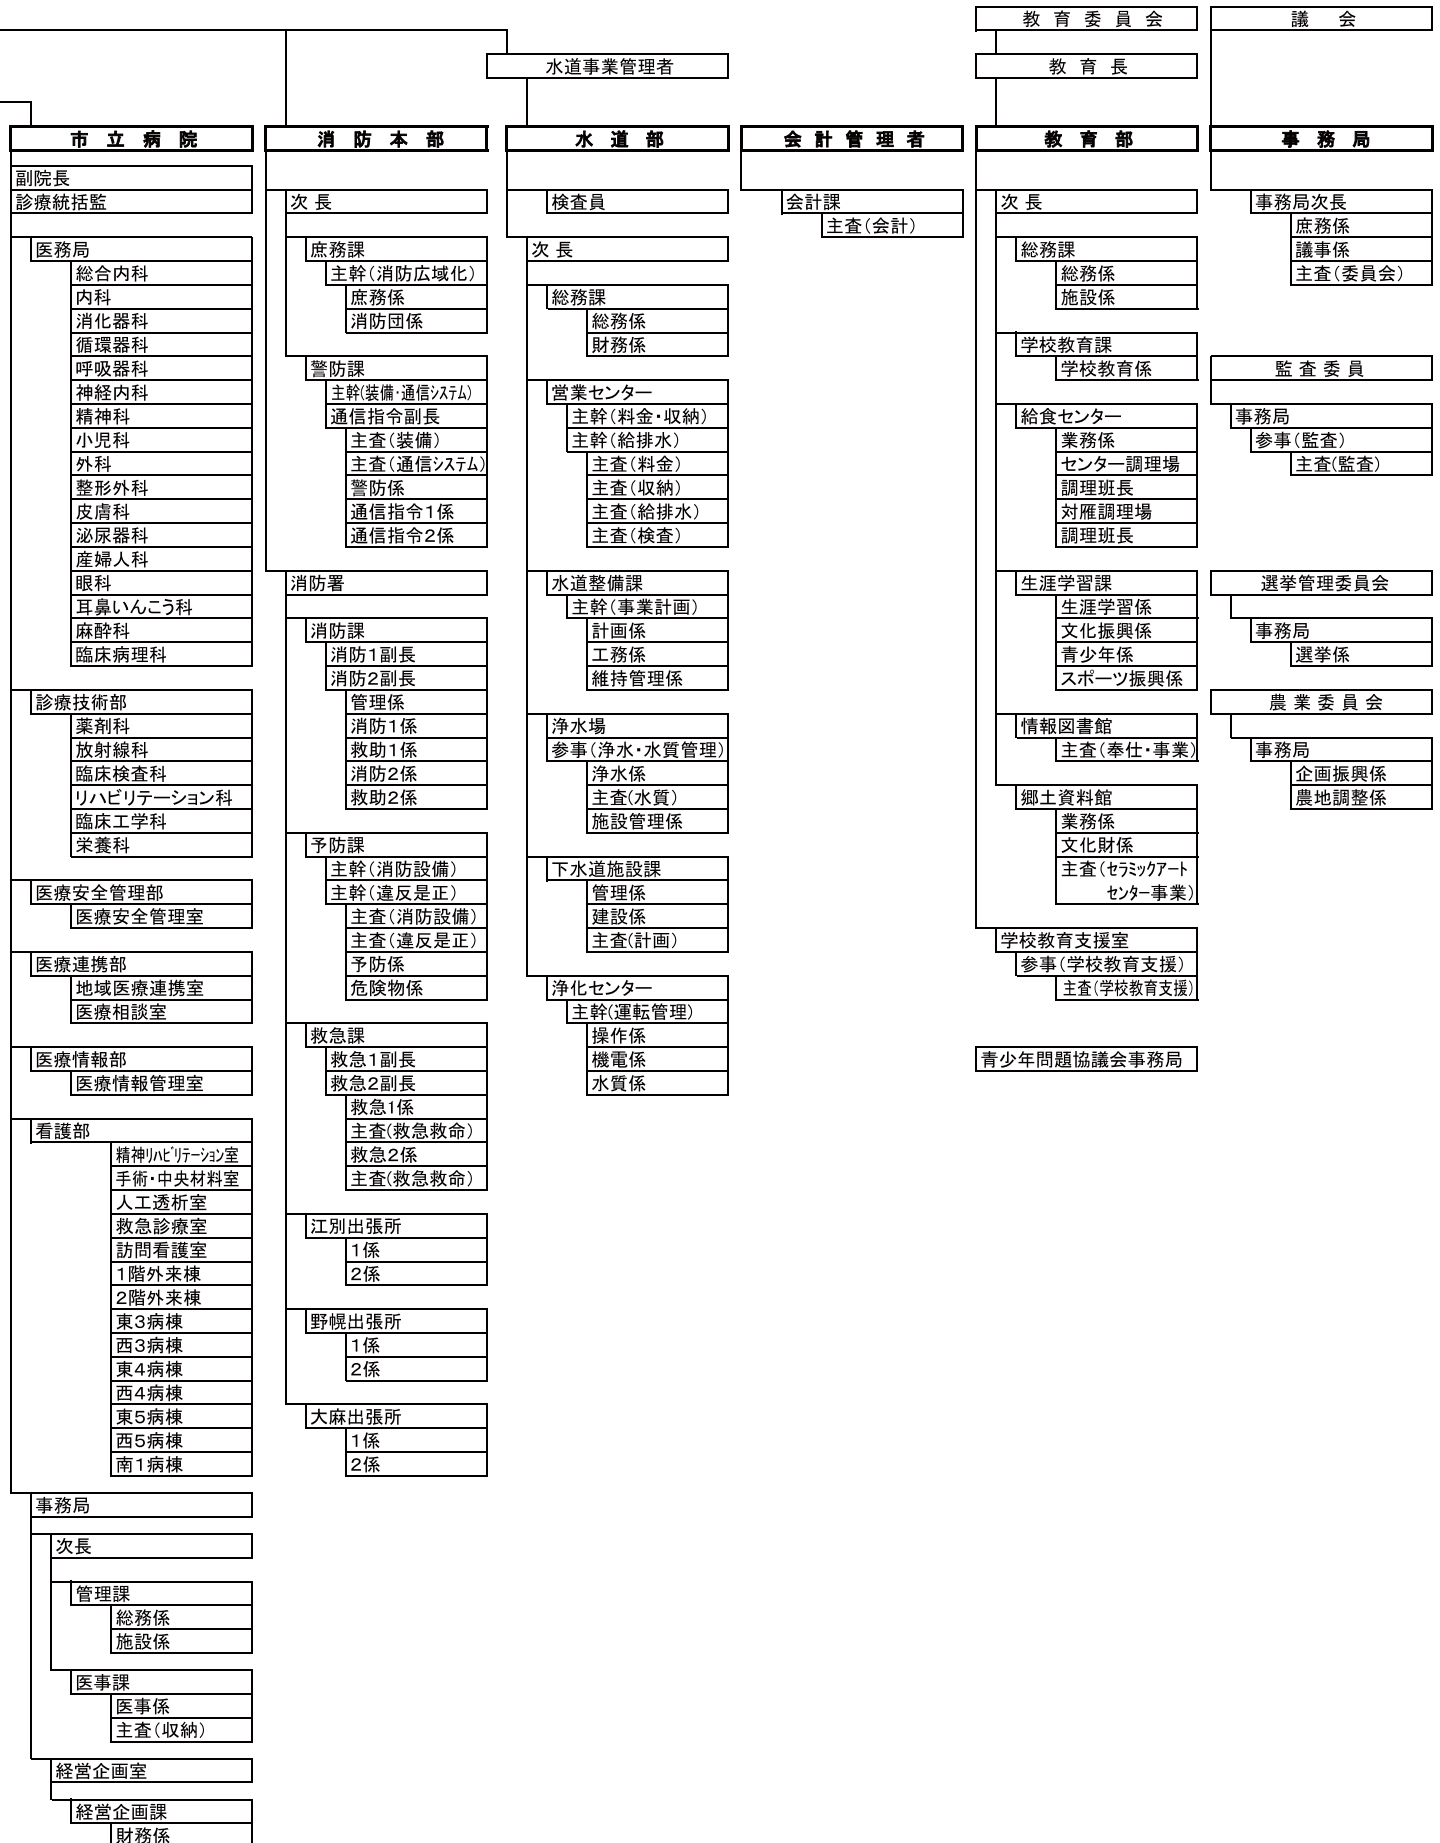 教育委員会
議会
水道事業管理者
教育長
市立病院
副院長
診療統括監
医務局
総合内科
内科
消化器科
循環器科
呼吸器科
神経内科
精神科
小児科
外科
整形外科
皮膚科
泌尿器科
産婦人科
眼科
耳鼻いんこう科
麻酔科
臨床病理科
診療技術部
薬剤科
放射線科
臨床検査科
リハビリテーション科
臨床工学科
栄養科
医療安全管理部
医療安全管理室
医療連携部
地域医療連携室
医療相談室
医療情報部
医療情報管理室
看護部
精神ﾘﾊﾋﾞﾘﾃｰｼｮﾝ室
手術・中央材料室
人工透析室
救急診療室
訪問看護室
1階外来棟
2階外来棟
東3病棟
西3病棟
東4病棟
西4病棟
東5病棟
西5病棟
南1病棟
事務局
次長
管理課
総務係
施設係
医事課
医事係
主査(収納)
経営企画室
経営企画課
財務係
消防本部
次長
庶務課
主幹(消防広域化)
庶務係
消防団係
警防課
主幹(装備・通信ｼｽﾃﾑ)
通信指令副長
主査(装備)
主査(通信ｼｽﾃﾑ)
警防係
通信指令1係
通信指令2係
消防署
消防課
消防1副長
消防2副長
管理係
消防1係
救助1係
消防2係
救助2係
予防課
主幹(消防設備)
主幹(違反是正)
主査(消防設備)
主査(違反是正)
予防係
危険物係
救急課
救急1副長
救急2副長
救急1係
主査(救急救命)
救急2係
主査(救急救命)
江別出張所
1係
2係
野幌出張所
1係
2係
大麻出張所
1係
2係
水道部
検査員
次長
総務課
総務係
財務係
営業センター
主幹(料金・収納)
主幹(給排水)
主査(料金)
主査(収納)
主査(給排水)
主査(検査)
水道整備課
主幹(事業計画)
計画係
工務係
維持管理係
浄水場
参事(浄水・水質管理)
浄水係
主査(水質)
施設管理係
下水道施設課
管理係
建設係
主査(計画)
浄化センター
主幹(運転管理)
操作係
機電係
水質係
会計管理者
会計課
主査(会計)
教育部
次長
総務課
総務係
施設係
学校教育課
学校教育係
給食センター
業務係
センター調理場
調理班長
対雁調理場
調理班長
生涯学習課
生涯学習係
文化振興係
青少年係
スポーツ振興係
情報図書館
主査(奉仕・事業)
郷土資料館
業務係
文化財係
主査(ｾﾗﾐｯｸｱｰﾄ
ｾﾝﾀｰ事業)
学校教育支援室
参事(学校教育支援)
主査(学校教育支援)
青少年問題協議会事務局
事務局
事務局次長
庶務係
議事係
主査(委員会)
監査委員
事務局
参事(監査)
主査(監査)
選挙管理委員会
事務局
選挙係
農業委員会
事務局
企画振興係
農地調整係